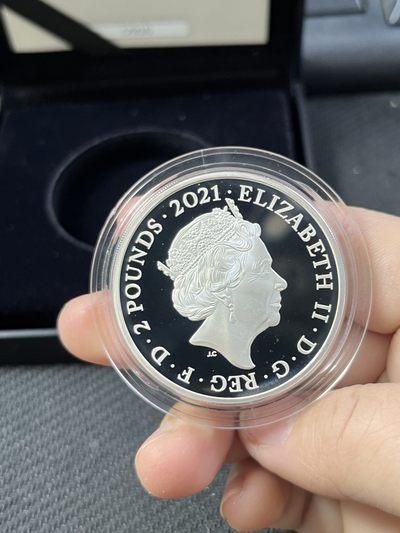 ELIZABETH II · D · G · REG · F · D · 2 POUNDS · 2021 ·
J.C